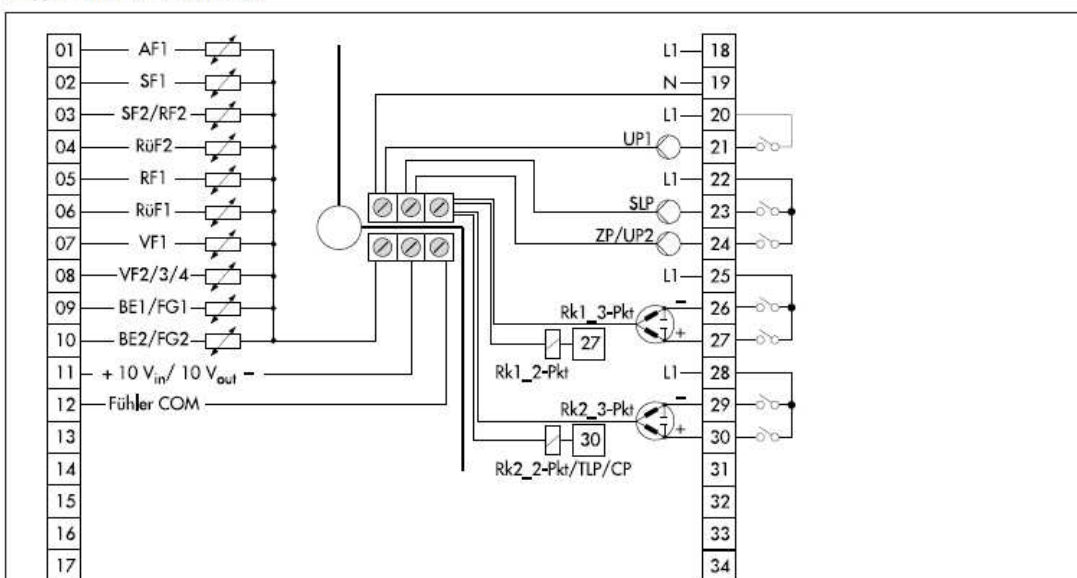 01 AF1 L1 18
02 SF1 N 19
03 SF2/RF2 L1 20
04 RüF2 UP1 21
05 RF1 L1 22
06 RüF1 SLP 23
07 VF1 ZP/UP2 24
08 VF2/3/4 L1 25
09 BE1/FG1 Rk1_3-Pkt - 26
10 BE2/FG2 27 + 27
Rk1_2-Pkt
11 + 10 Vin/ 10 Vout - L1 28
12 Fühler COM Rk2_3-Pkt - 29
13 30 + 30
Rk2_2-Pkt/TLP/CP
14 31
15 32
16 33
17 34